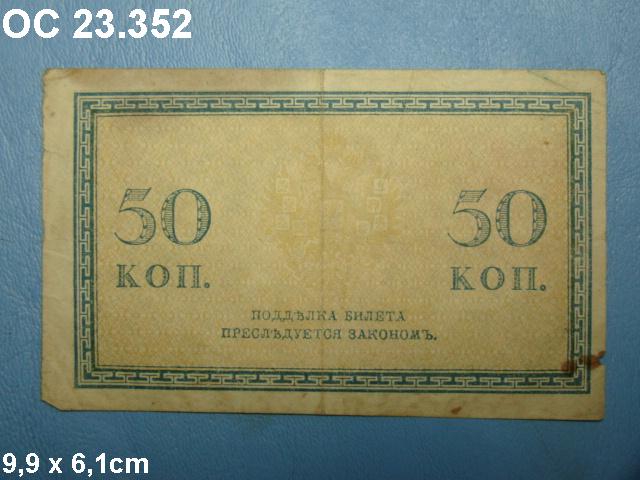 OC 23.352
50 50
КОП. КОП.
ПОДДѢЛКА БИЛЕТА
ПРЕСЛѢДУЕТСЯ ЗАКОНОМЪ.
9,9 x 6,1cm